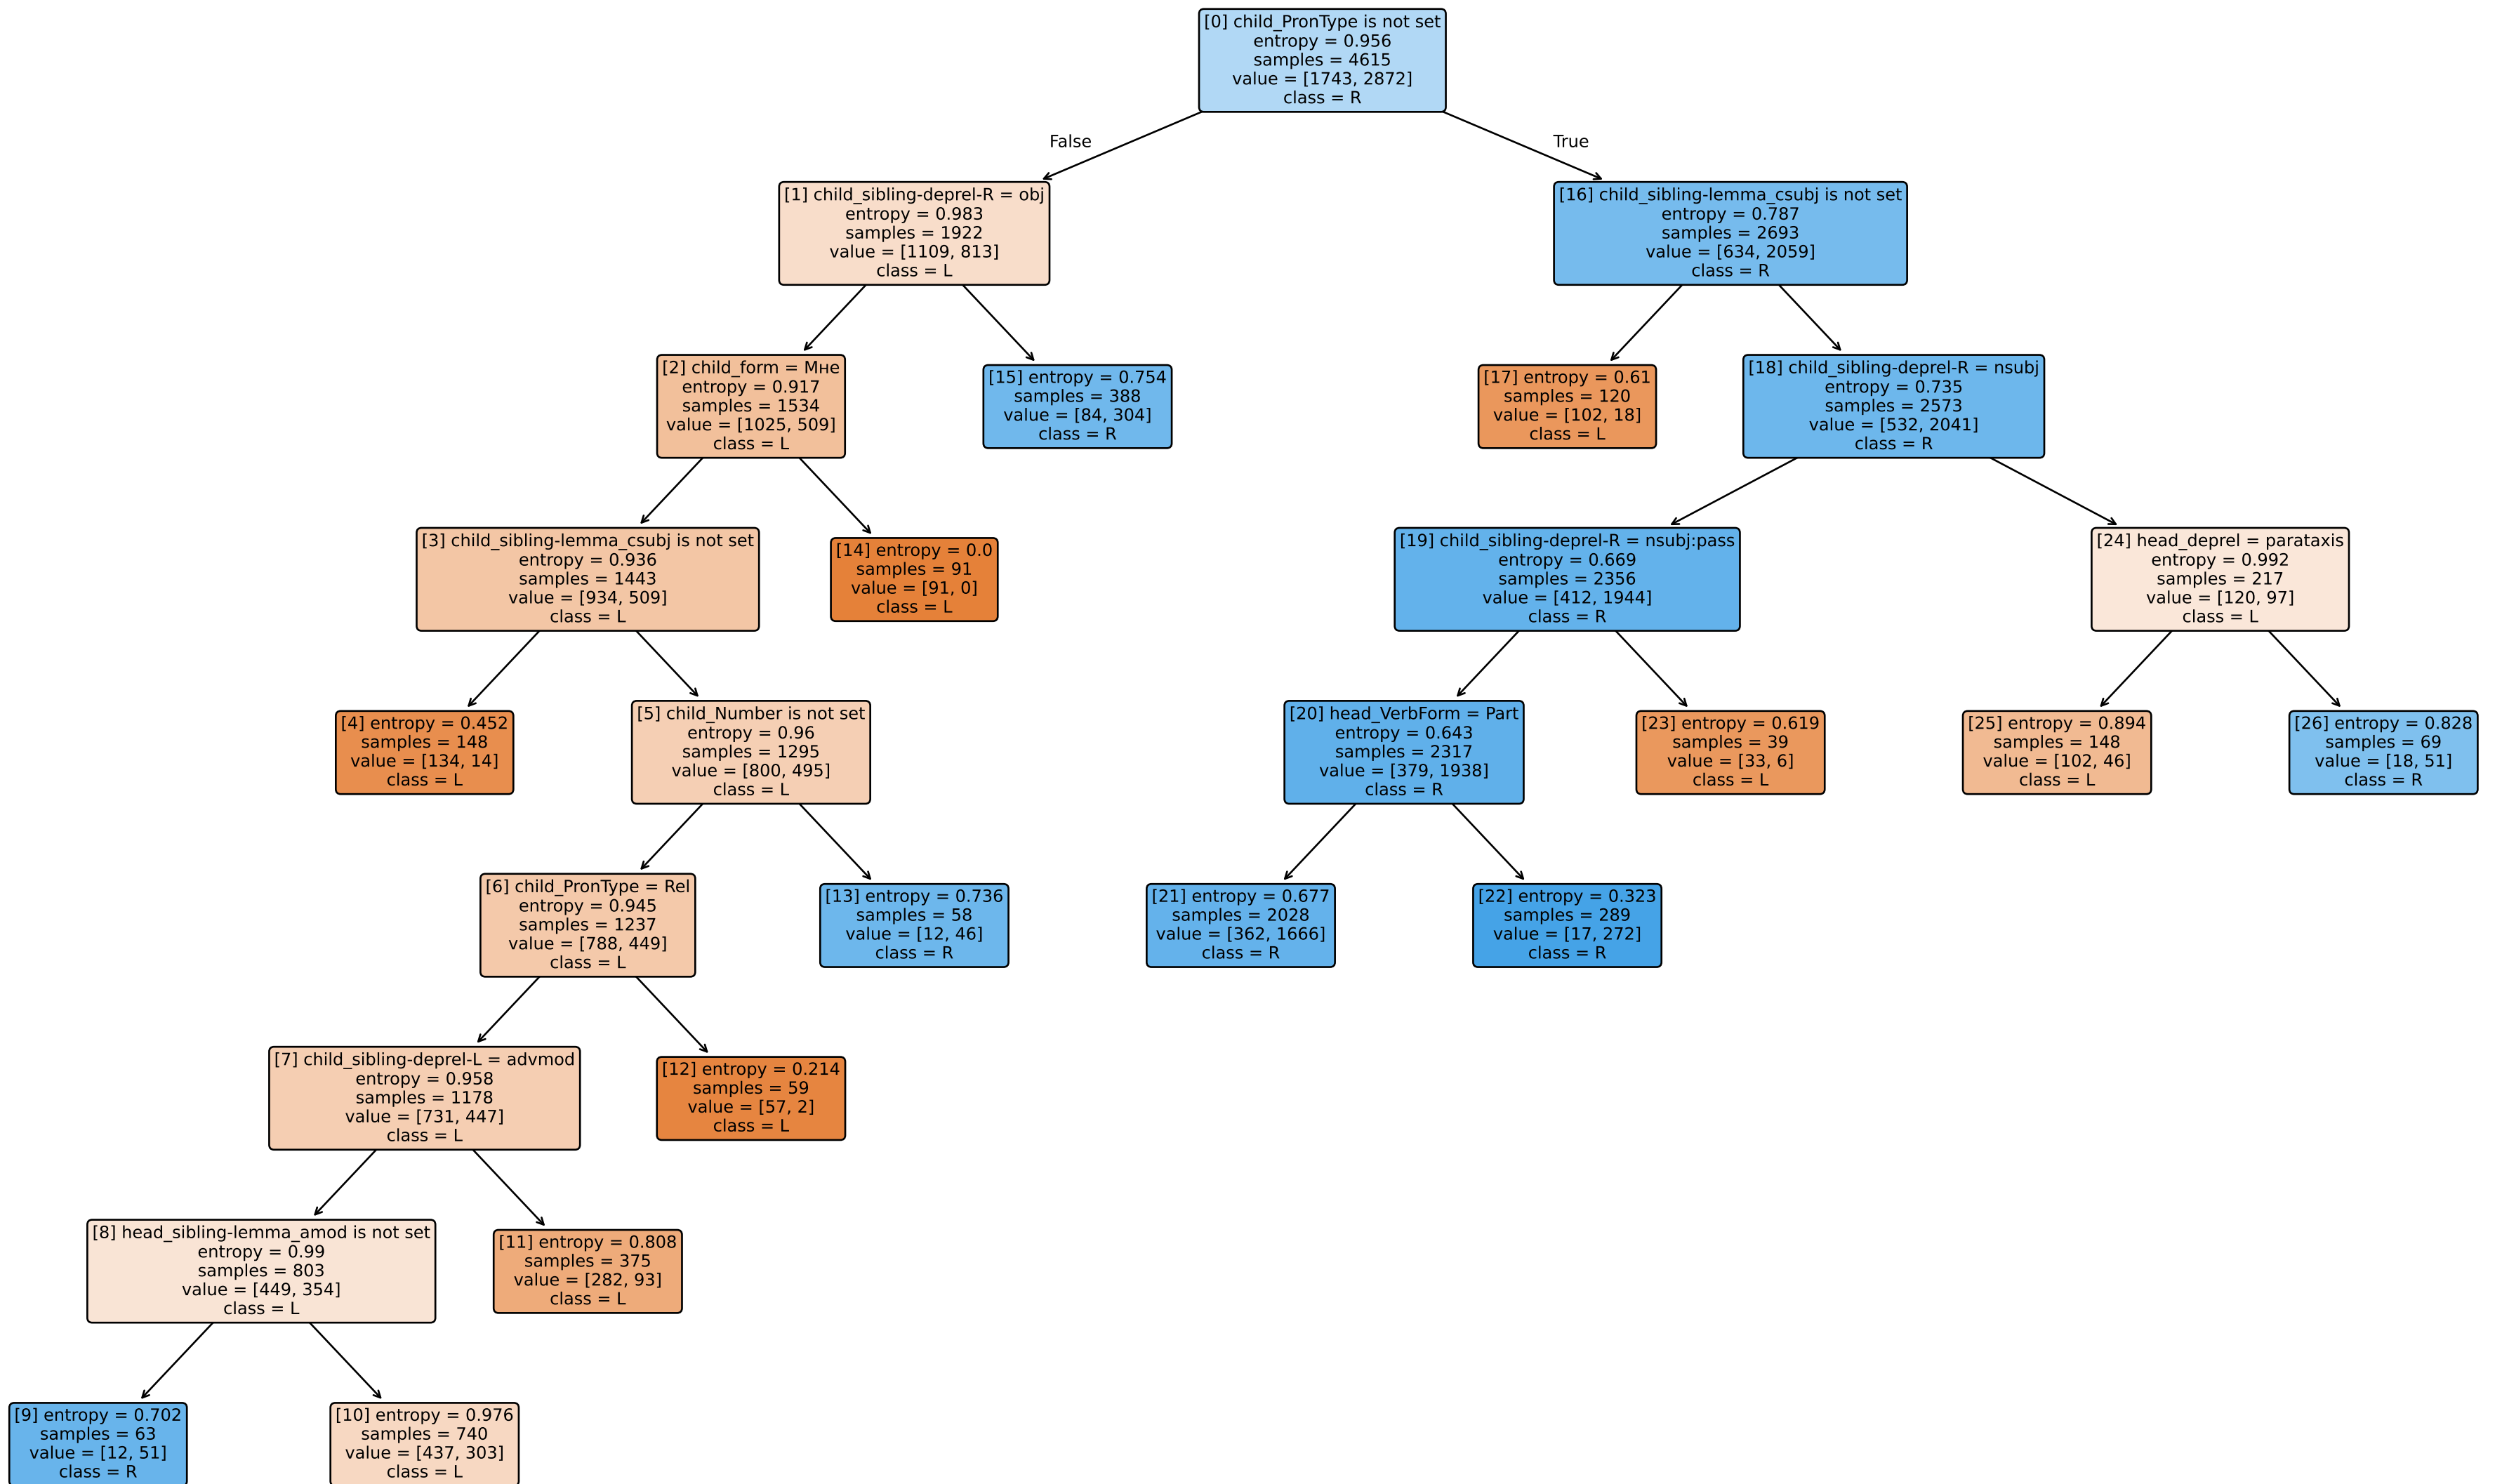 [0] child_PronType is not set
entropy = 0.956
samples = 4615
value = [1743, 2872]
class = R
False
True
[1] child_sibling-deprel-R = obj
entropy = 0.983
samples = 1922
value = [1109, 813]
class = L
[16] child_sibling-lemma_csubj is not set
entropy = 0.787
samples = 2693
value = [634, 2059]
class = R
[2] child_form = Мне
entropy = 0.917
samples = 1534
value = [1025, 509]
class = L
[15] entropy = 0.754
samples = 388
value = [84, 304]
class = R
[17] entropy = 0.61
samples = 120
value = [102, 18]
class = L
[18] child_sibling-deprel-R = nsubj
entropy = 0.735
samples = 2573
value = [532, 2041]
class = R
[3] child_sibling-lemma_csubj is not set
entropy = 0.936
samples = 1443
value = [934, 509]
class = L
[14] entropy = 0.0
samples = 91
value = [91, 0]
class = L
[19] child_sibling-deprel-R = nsubj:pass
entropy = 0.669
samples = 2356
value = [412, 1944]
class = R
[24] head_deprel = parataxis
entropy = 0.992
samples = 217
value = [120, 97]
class = L
[4] entropy = 0.452
samples = 148
value = [134, 14]
class = L
[5] child_Number is not set
entropy = 0.96
samples = 1295
value = [800, 495]
class = L
[20] head_VerbForm = Part
entropy = 0.643
samples = 2317
value = [379, 1938]
class = R
[23] entropy = 0.619
samples = 39
value = [33, 6]
class = L
[25] entropy = 0.894
samples = 148
value = [102, 46]
class = L
[26] entropy = 0.828
samples = 69
value = [18, 51]
class = R
[6] child_PronType = Rel
entropy = 0.945
samples = 1237
value = [788, 449]
class = L
[13] entropy = 0.736
samples = 58
value = [12, 46]
class = R
[21] entropy = 0.677
samples = 2028
value = [362, 1666]
class = R
[22] entropy = 0.323
samples = 289
value = [17, 272]
class = R
[7] child_sibling-deprel-L = advmod
entropy = 0.958
samples = 1178
value = [731, 447]
class = L
[12] entropy = 0.214
samples = 59
value = [57, 2]
class = L
[8] head_sibling-lemma_amod is not set
entropy = 0.99
samples = 803
value = [449, 354]
class = L
[11] entropy = 0.808
samples = 375
value = [282, 93]
class = L
[9] entropy = 0.702
samples = 63
value = [12, 51]
class = R
[10] entropy = 0.976
samples = 740
value = [437, 303]
class = L